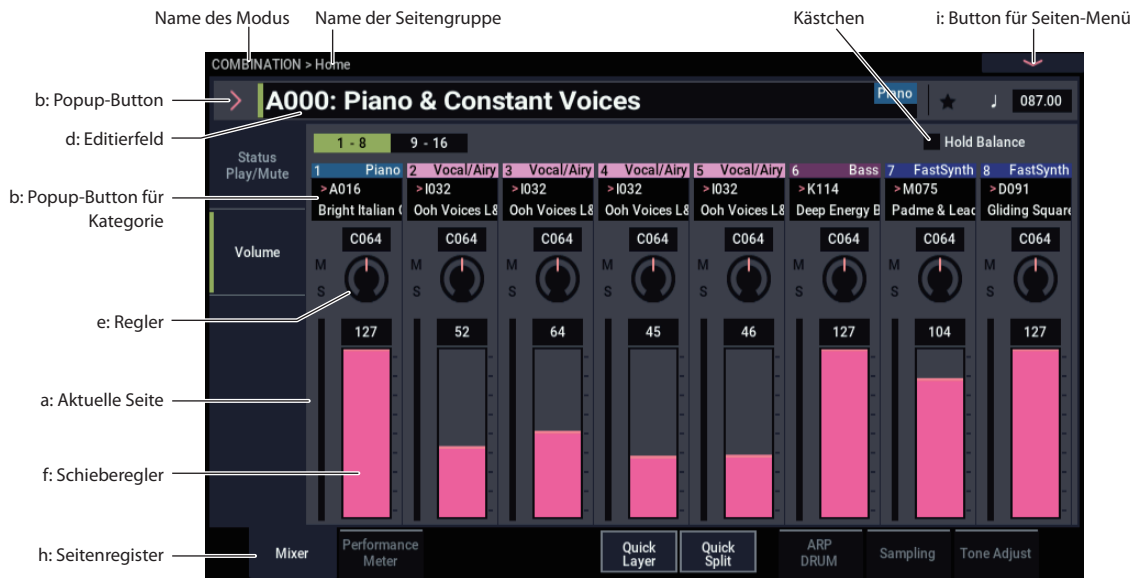 Name des Modus
Name der Seitengruppe
Kästchen
i: Button für Seiten-Menü
COMBINATION > Home
b: Popup-Button
> A000: Piano & Constant Voices
Piano
♩ 087.00
d: Editierfeld
1 - 8 9 - 16
Hold Balance
Status
Play/Mute
1 Piano 2 Vocal/Airy 3 Vocal/Airy 4 Vocal/Airy 5 Vocal/Airy 6 Bass 7 FastSynth 8 FastSynth
b: Popup-Button für
Kategorie
>A016 >I032 >I032 >I032 >I032 >K114 >M075 >D091
Bright Italian Ooh Voices L& Ooh Voices L& Ooh Voices L& Ooh Voices L& Deep Energy B Padme & Lead Gliding Square
C064 C064 C064 C064 C064 C064 C064 C064
Volume
M M M M M M M M
S S S S S S S S
e: Regler
127 52 64 45 46 127 104 127
a: Aktuelle Seite
f: Schieberegler
h: Seitenregister
Mixer
Performance
Meter
Quick
Layer
Quick
Split
ARP
DRUM
Sampling
Tone Adjust